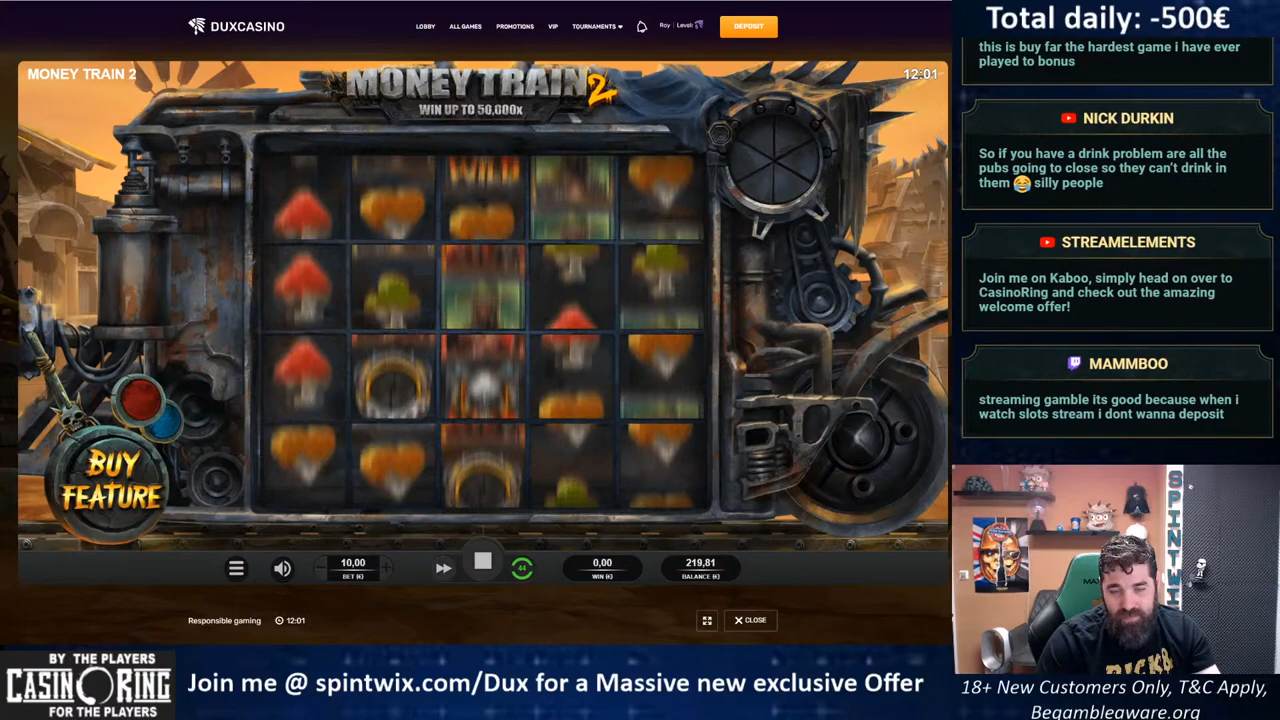 DUXCASINO
LOBBY ALL GAMES PROMOTIONS VIP TOURNAMENTS Roy Level: DEPOSIT
MONEY TRAIN 2
MONEY TRAIN 2
WIN UP TO 50,000x
12:01
WILD
BUY
FEATURE
10,00
BET (€)
44
0,00
WIN (€)
219,81
BALANCE (€)
Responsible gaming 12:01
CLOSE
Total daily: -500€
this is buy far the hardest game i have ever
played to bonus
NICK DURKIN
So if you have a drink problem are all the
pubs going to close so they can't drink in
them 😂 silly people
STREAMELEMENTS
Join me on Kaboo, simply head on over to
CasinoRing and check out the amazing
welcome offer!
MAMMBOO
streaming gamble its good because when i
watch slots stream i dont wanna deposit
SPINTWI
BY THE PLAYERS
CASINORING
FOR THE PLAYERS
Join me @ spintwix.com/Dux for a Massive new exclusive Offer
18+ New Customers Only, T&C Apply,
Begambleaware.org